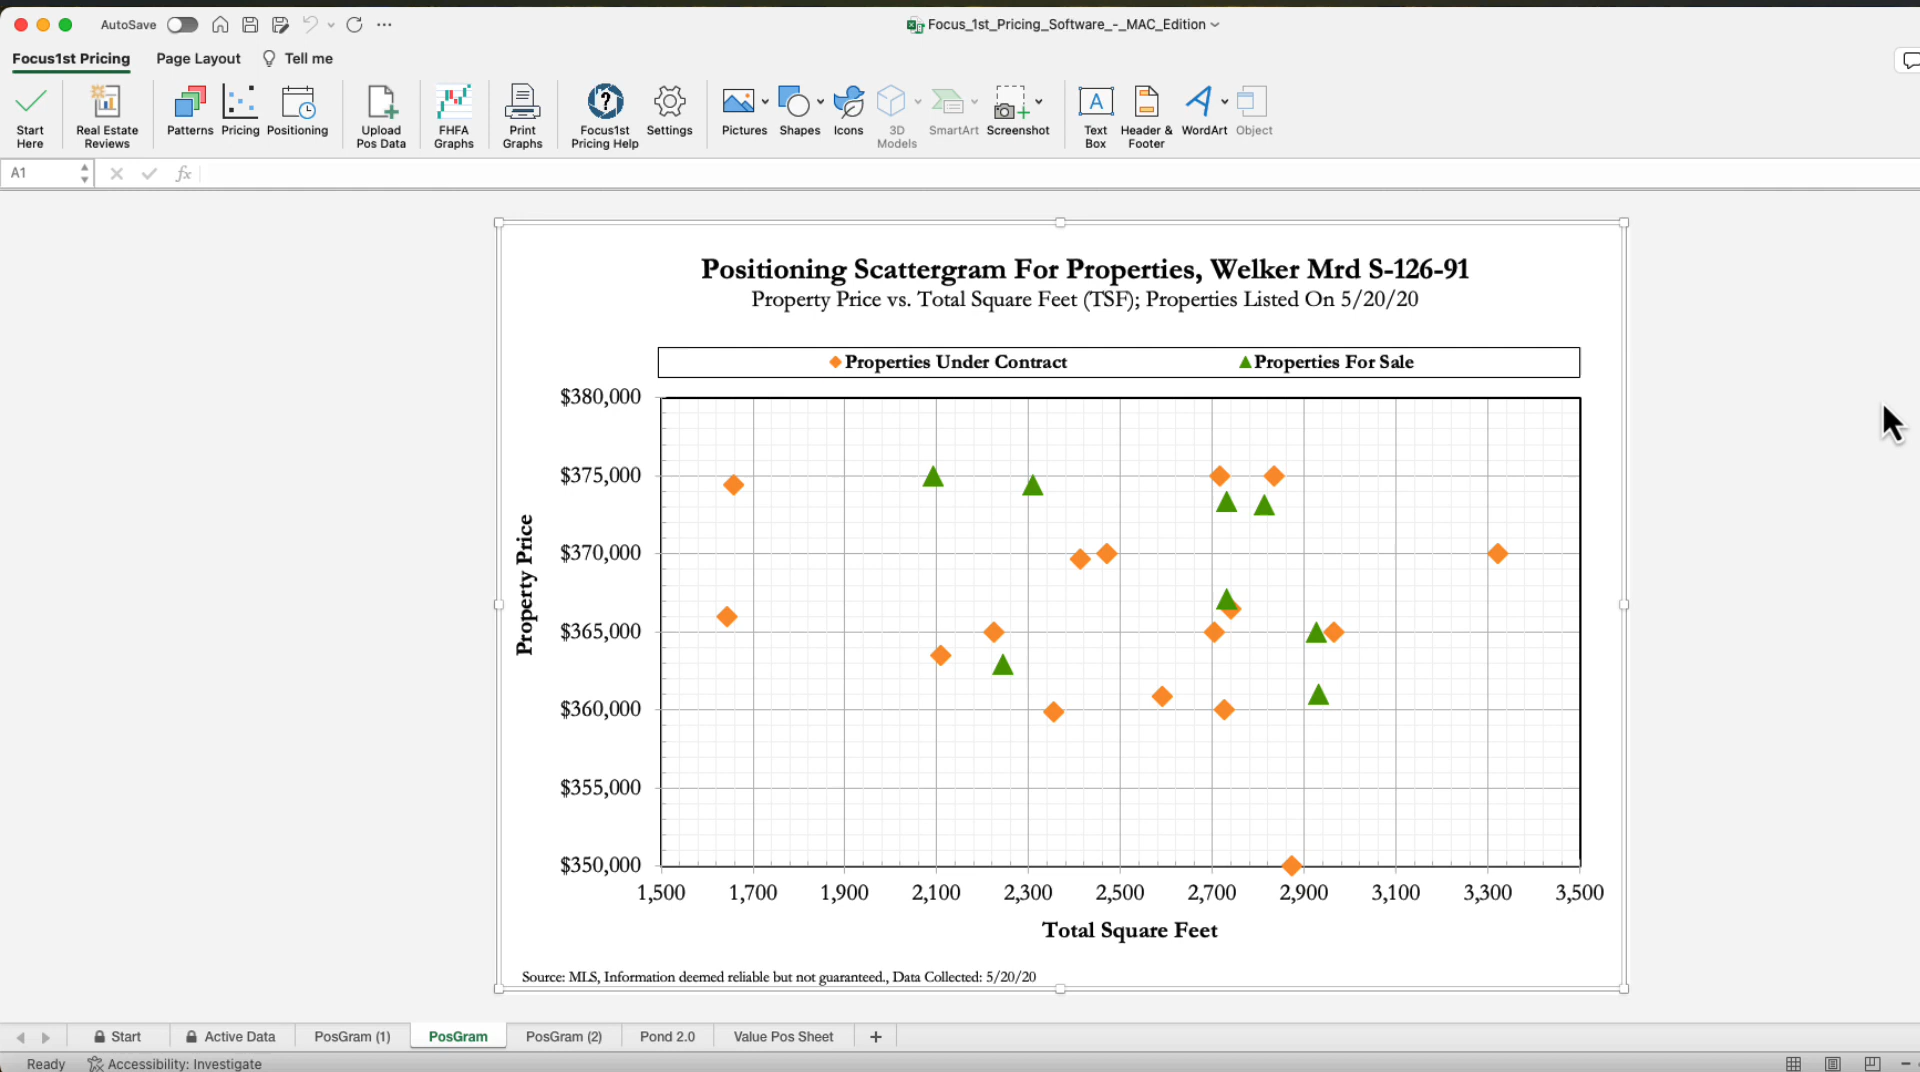 AutoSave
Focus_1st_Pricing_Software_-_MAC_Edition
Focus1st Pricing
Page Layout
Tell me
Start Here
Real Estate Reviews
Patterns
Pricing
Positioning
Upload Pos Data
FHFA Graphs
Print Graphs
Focus1st Pricing Help
Settings
Pictures
Shapes
Icons
3D Models
SmartArt
Screenshot
Text Box
Header & Footer
WordArt
Object
A1
fx
Positioning Scattergram For Properties, Welker Mrd S-126-91
Property Price vs. Total Square Feet (TSF); Properties Listed On 5/20/20
Properties Under Contract
Properties For Sale
Property Price
$380,000
$375,000
$370,000
$365,000
$360,000
$355,000
$350,000
1,500 1,700 1,900 2,100 2,300 2,500 2,700 2,900 3,100 3,300 3,500
Total Square Feet
Source: MLS, Information deemed reliable but not guaranteed., Data Collected: 5/20/20
Start
Active Data
PosGram (1)
PosGram
PosGram (2)
Pond 2.0
Value Pos Sheet
Ready
Accessibility: Investigate